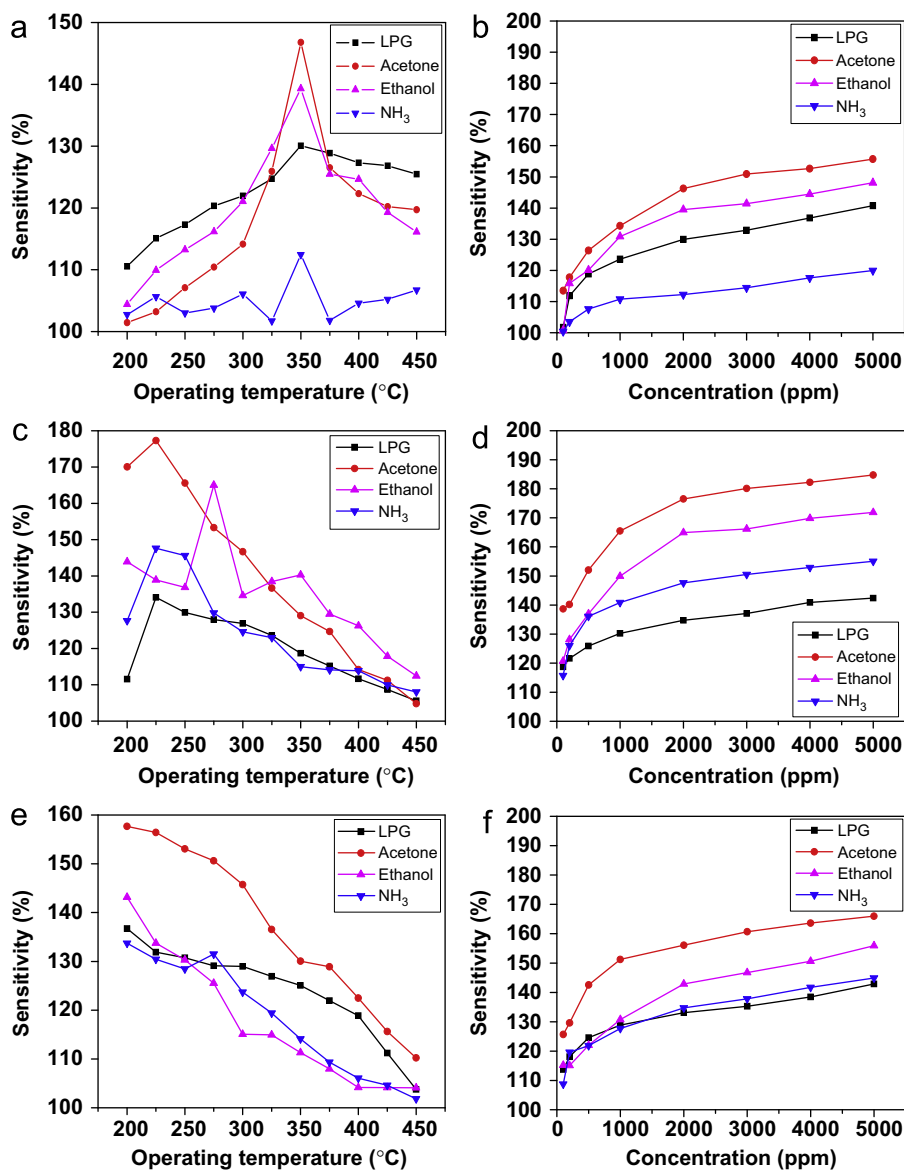 a
150
140
130
120
110
100
Sensitivity (%)
LPG
Acetone
Ethanol
NH₃
200 250 300 350 400 450
Operating temperature (°C)
b
200
190
180
170
160
150
140
130
120
110
100
Sensitivity (%)
LPG
Acetone
Ethanol
NH₃
0 1000 2000 3000 4000 5000
Concentration (ppm)
c
180
170
160
150
140
130
120
110
100
Sensitivity (%)
LPG
Acetone
Ethanol
NH₃
200 250 300 350 400 450
Operating temperature (°C)
d
200
190
180
170
160
150
140
130
120
110
100
Sensitivity (%)
LPG
Acetone
Ethanol
NH₃
0 1000 2000 3000 4000 5000
Concentration (ppm)
e
160
150
140
130
120
110
100
Sensitivity (%)
LPG
Acetone
Ethanol
NH₃
200 250 300 350 400 450
Operating temperature (°C)
f
200
190
180
170
160
150
140
130
120
110
100
Sensitivity (%)
LPG
Acetone
Ethanol
NH₃
0 1000 2000 3000 4000 5000
Concentration (ppm)